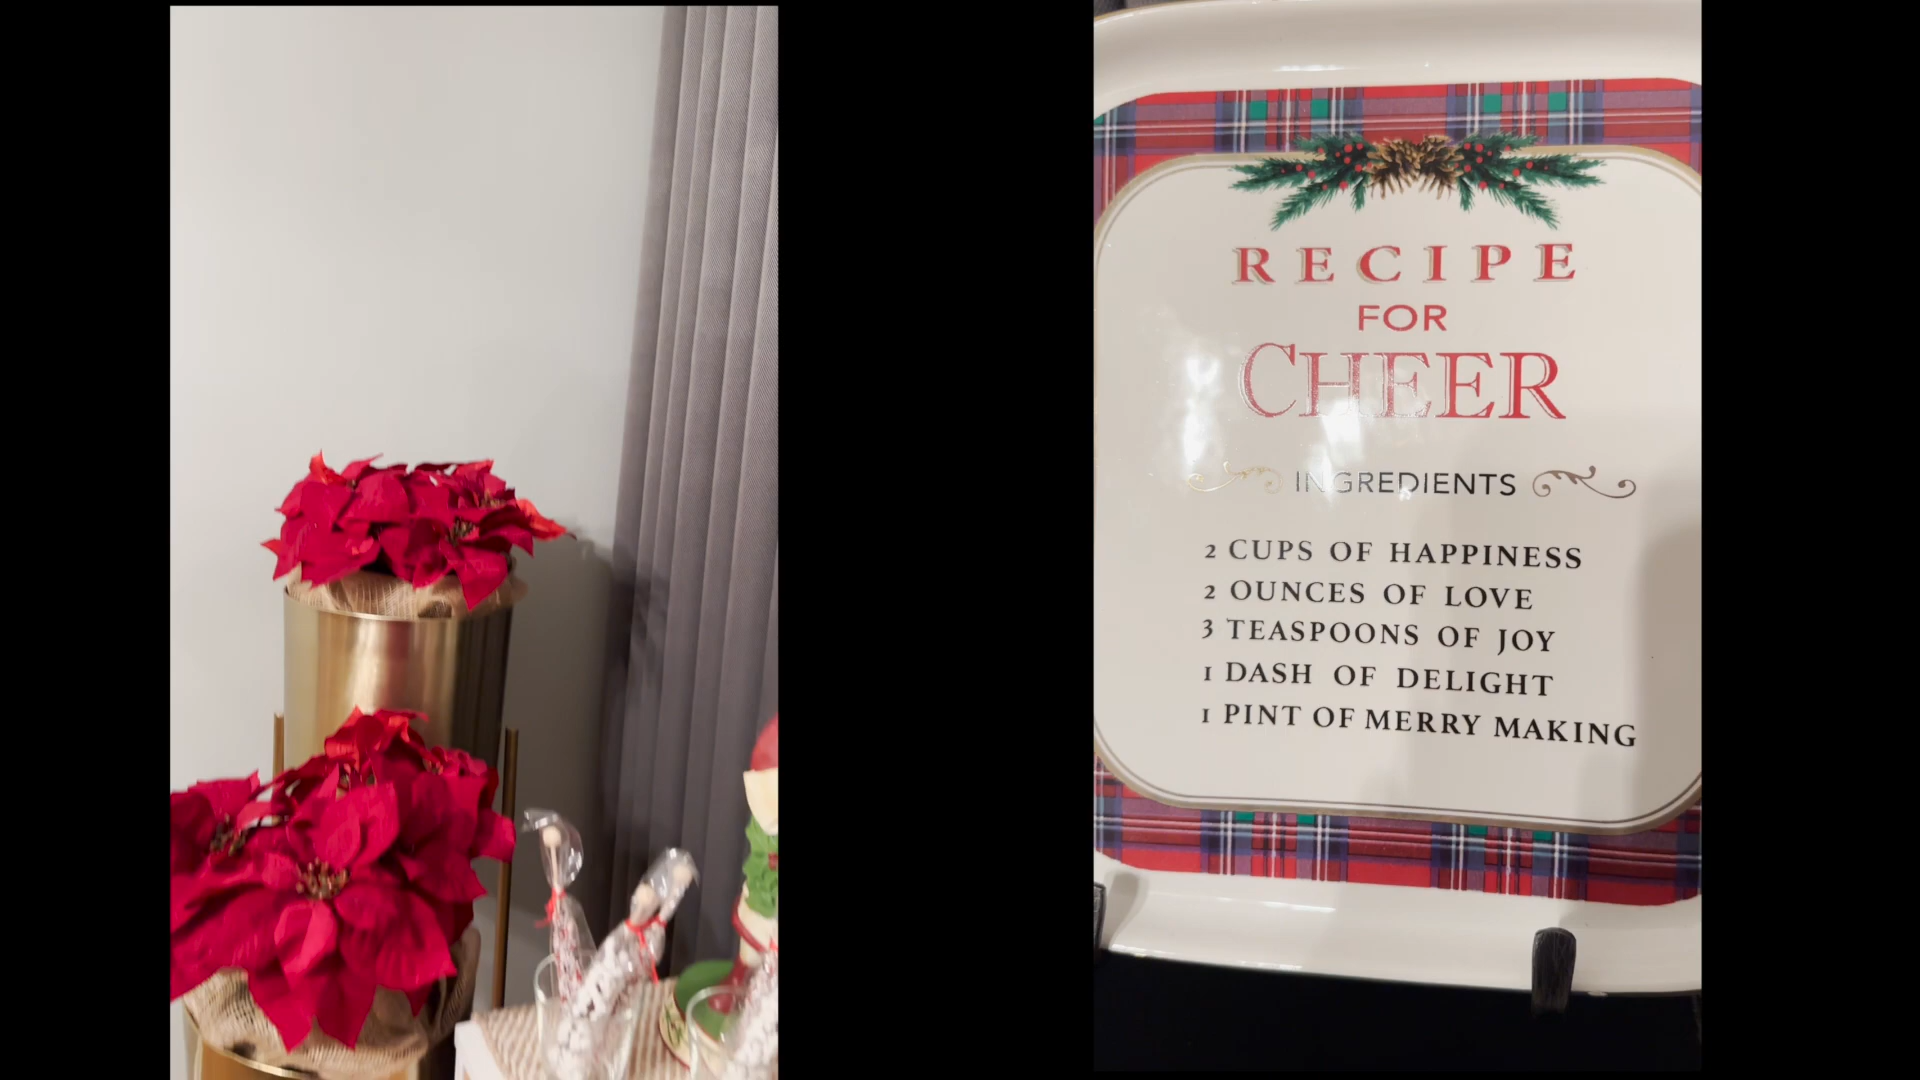 RECIPE
FOR
CHEER
INGREDIENTS
2 CUPS OF HAPPINESS
2 OUNCES OF LOVE
3 TEASPOONS OF JOY
1 DASH OF DELIGHT
1 PINT OF MERRY MAKING